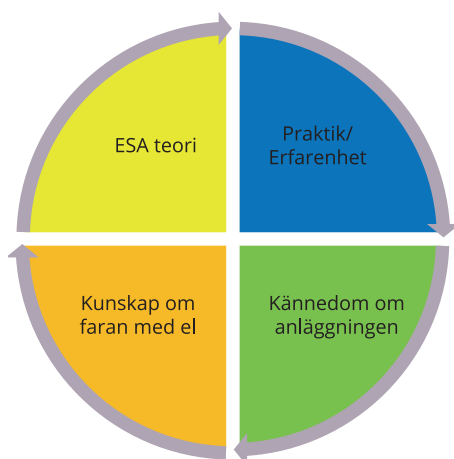 ESA teori
Praktik/
Erfarenhet
Kunskap om
faran med el
Kännedom om
anläggningen